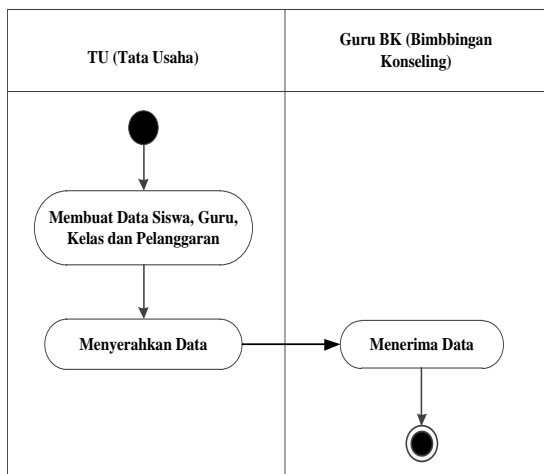 TU (Tata Usaha)
Guru BK (Bimbbingan
Konseling)
Membuat Data Siswa, Guru,
Kelas dan Pelanggaran
Menyerahkan Data
Menerima Data